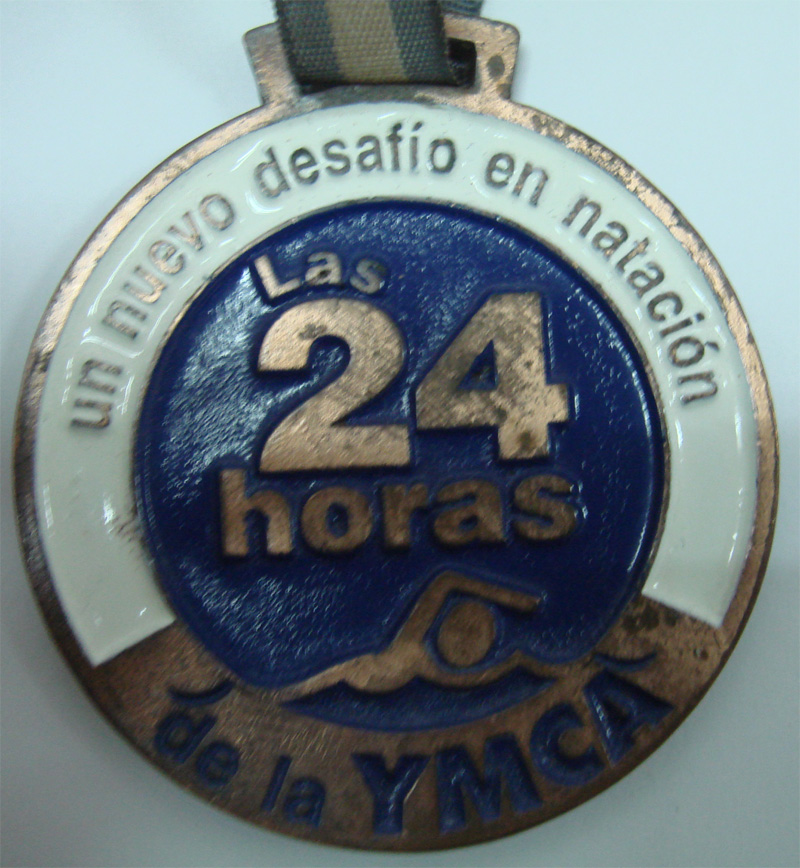 un nuevo desafío en natación
Las
24
horas
de la YMCA